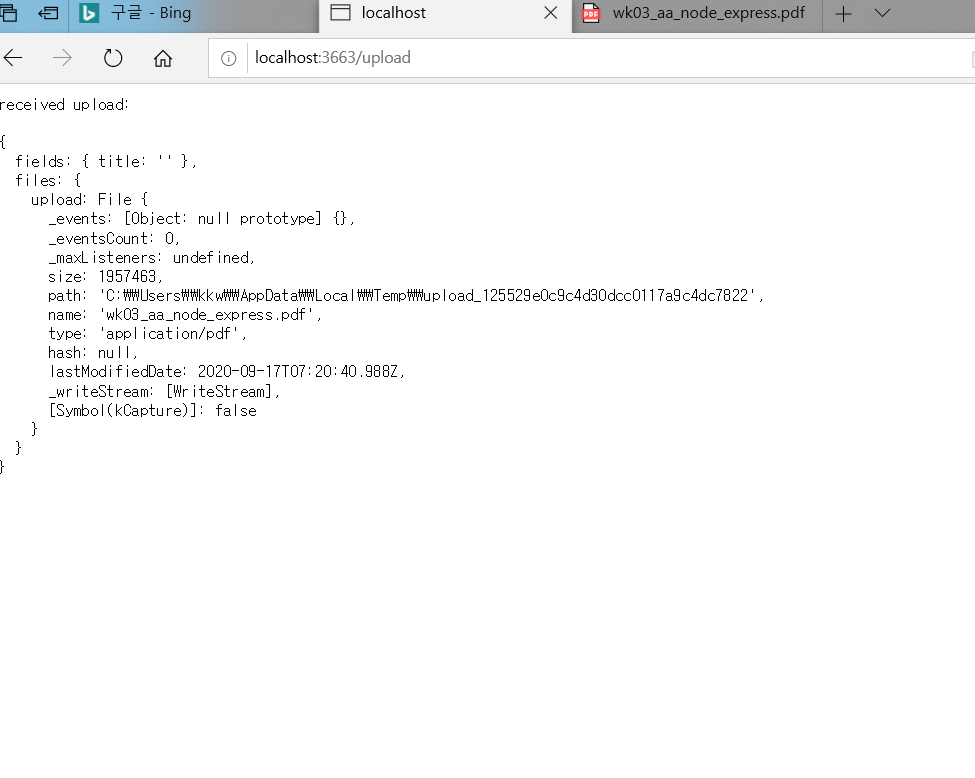 구글 - Bing
localhost
PDF
wk03_aa_node_express.pdf
localhost:3663/upload
received upload:
{
fields: { title: '' },
files: {
upload: File {
_events: [Object: null prototype] {},
_eventsCount: 0,
_maxListeners: undefined,
size: 1957463,
path: 'C:₩₩Users₩₩kkw₩₩AppData₩₩Local₩₩Temp₩₩upload_125529e0c9c4d30dcc0117a9c4dc7822',
name: 'wk03_aa_node_express.pdf',
type: 'application/pdf',
hash: null,
lastModifiedDate: 2020-09-17T07:20:40.988Z,
_writeStream: [WriteStream],
[Symbol(kCapture)]: false
}
}
}